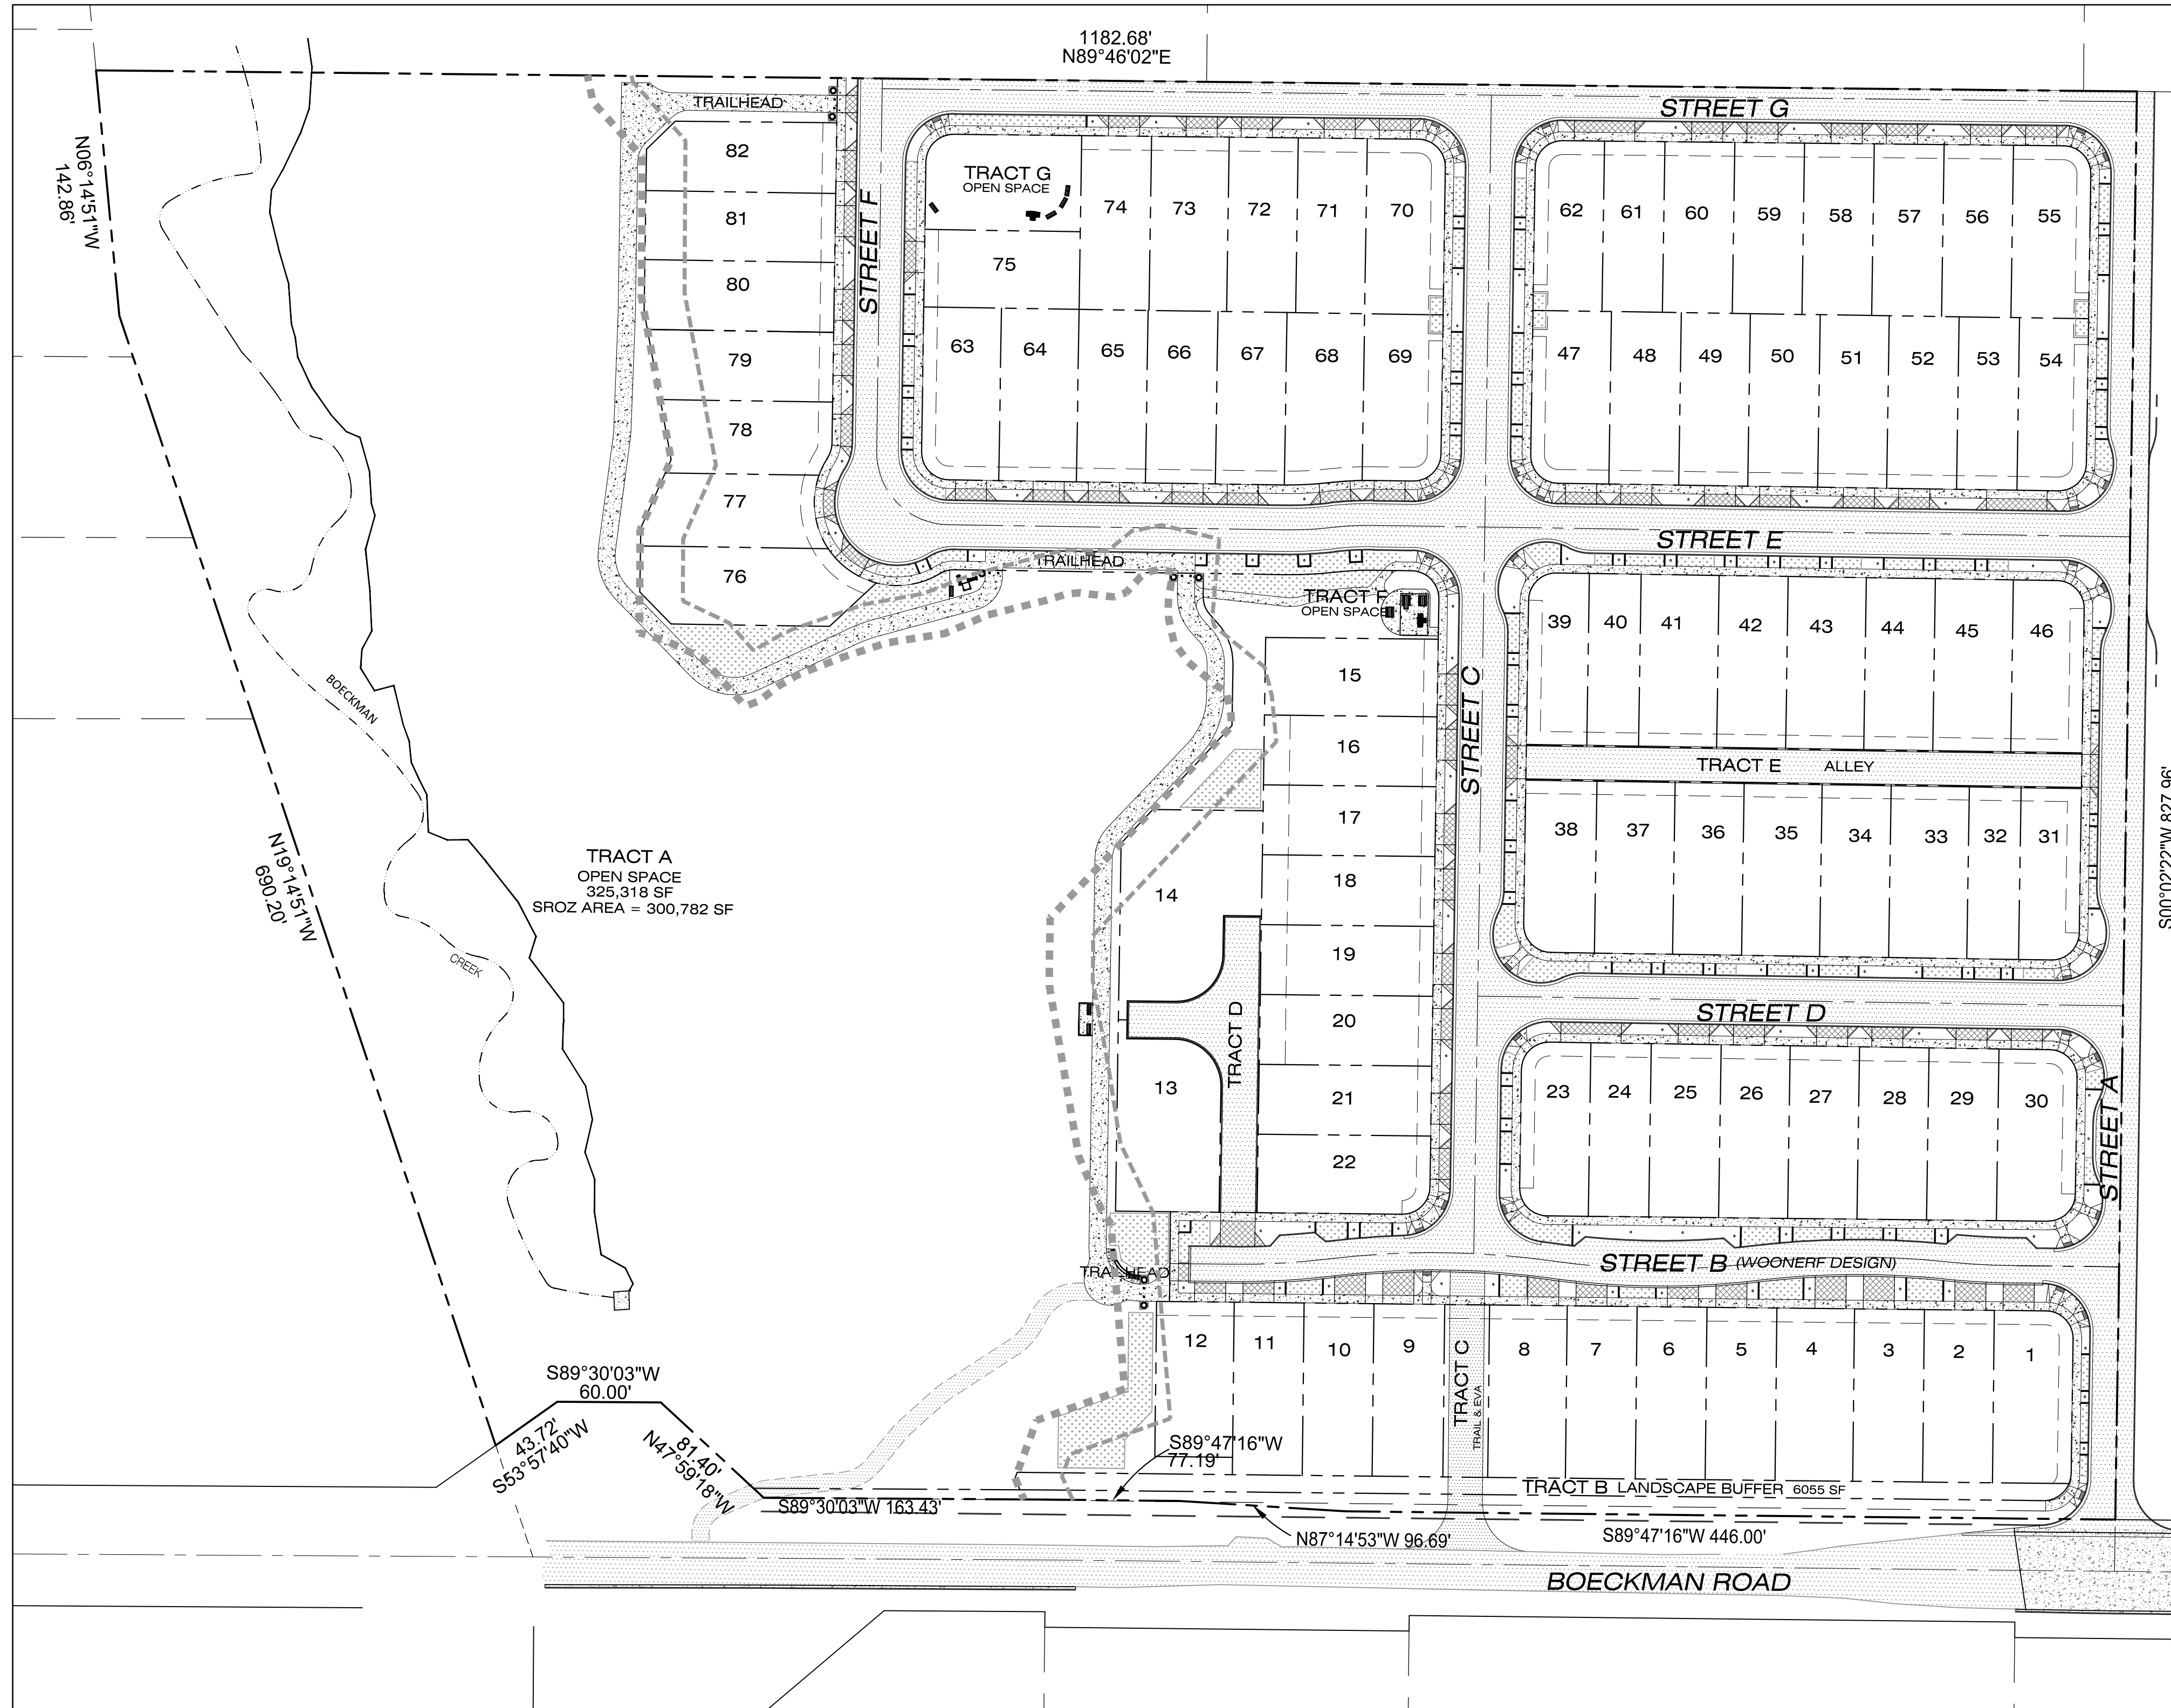 1182.68'
N89°46'02"E
STREET G
TRAILHEAD
82
81
80
79
78
77
76
N06°14'51"W
142.86'
STREET F
TRACT G
OPEN SPACE
74
73
72
71
70
75
63
64
65
66
67
68
69
62
61
60
59
58
57
56
55
47
48
49
50
51
52
53
54
STREET E
TRAILHEAD
TRACT F
OPEN SPACE
39
40
41
42
43
44
45
46
TRACT E ALLEY
38
37
36
35
34
33
32
31
STREET C
15
16
17
18
19
20
21
22
14
13
TRACT D
BOECKMAN
CREEK
N19°14'51"W
690.20'
TRACT A
OPEN SPACE
325,318 SF
SROZ AREA = 300,782 SF
S00°02'22"W 827.96'
STREET D
23
24
25
26
27
28
29
30
STREET A
STREET B (WOONERF DESIGN)
TRAILHEAD
12
11
10
9
TRACT C
TRAIL & EVA
8
7
6
5
4
3
2
1
S89°30'03"W
60.00'
43.72'
S53°57'40"W
81.40'
N47°59'18"W
S89°47'16"W
77.19'
S89°30'03"W 163.43'
TRACT B LANDSCAPE BUFFER 6055 SF
N87°14'53"W 96.69'
S89°47'16"W 446.00'
BOECKMAN ROAD